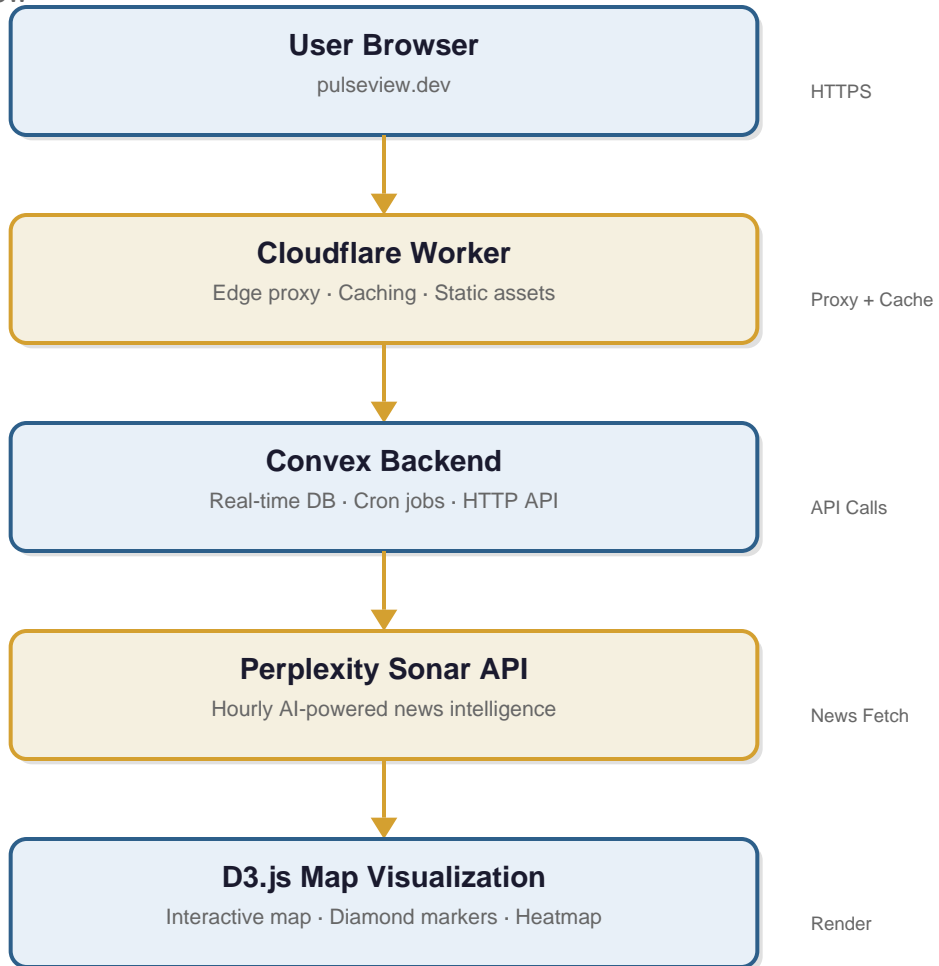 User Browser
pulseview.dev
HTTPS
Cloudflare Worker
Edge proxy · Caching · Static assets
Proxy + Cache
Convex Backend
Real-time DB · Cron jobs · HTTP API
API Calls
Perplexity Sonar API
Hourly AI-powered news intelligence
News Fetch
D3.js Map Visualization
Interactive map · Diamond markers · Heatmap
Render